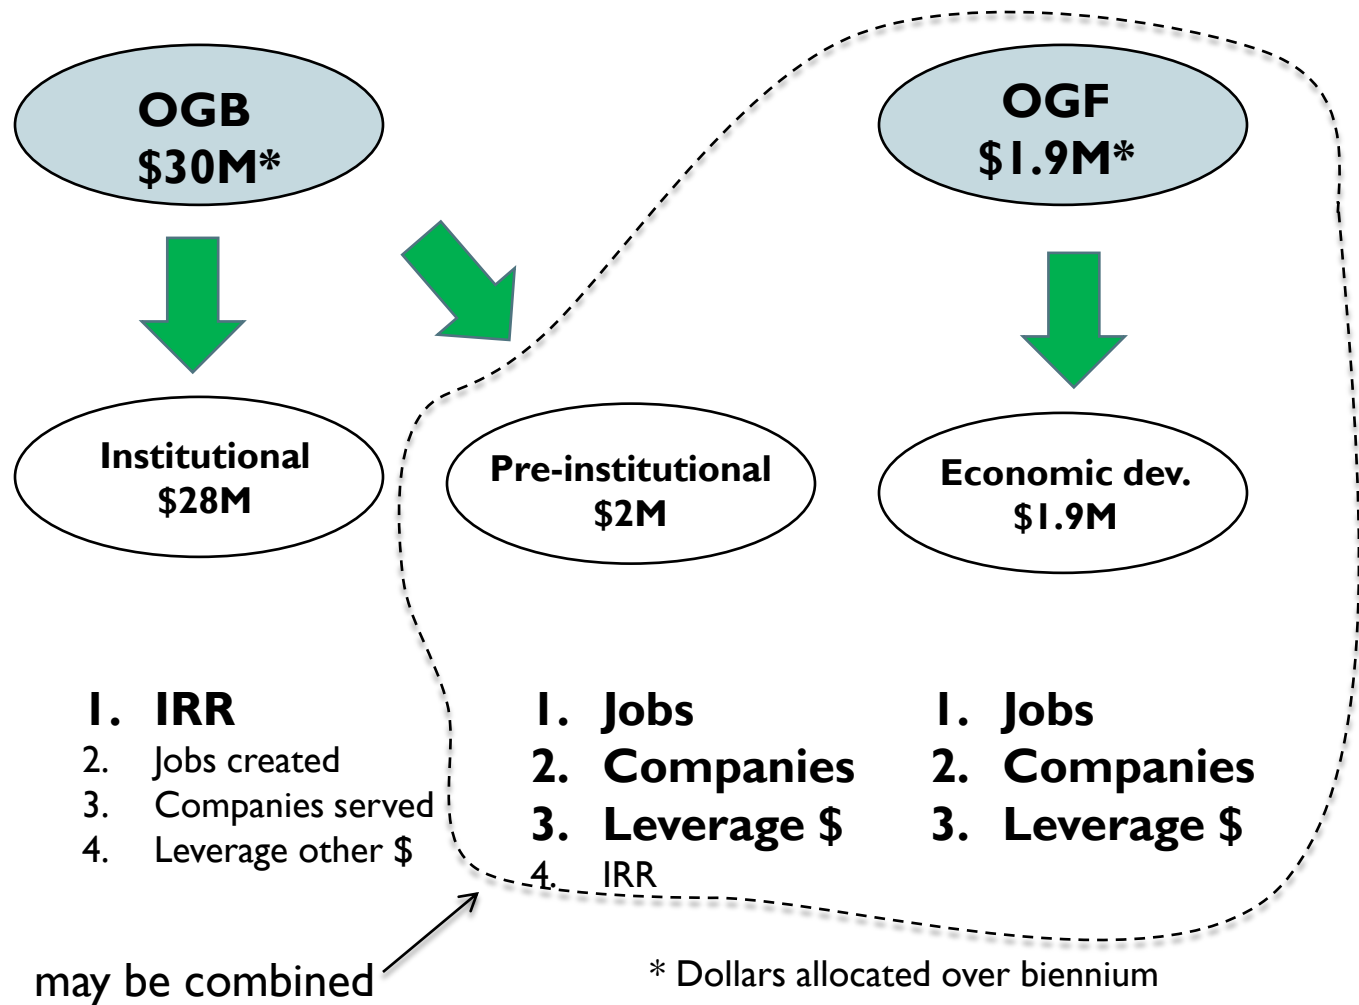 OGB
$30M*
OGF
$1.9M*
Institutional
$28M
Pre-institutional
$2M
Economic dev.
$1.9M
1. IRR
2. Jobs created
3. Companies served
4. Leverage other $
1. Jobs
2. Companies
3. Leverage $
4. IRR
1. Jobs
2. Companies
3. Leverage $
may be combined
* Dollars allocated over biennium